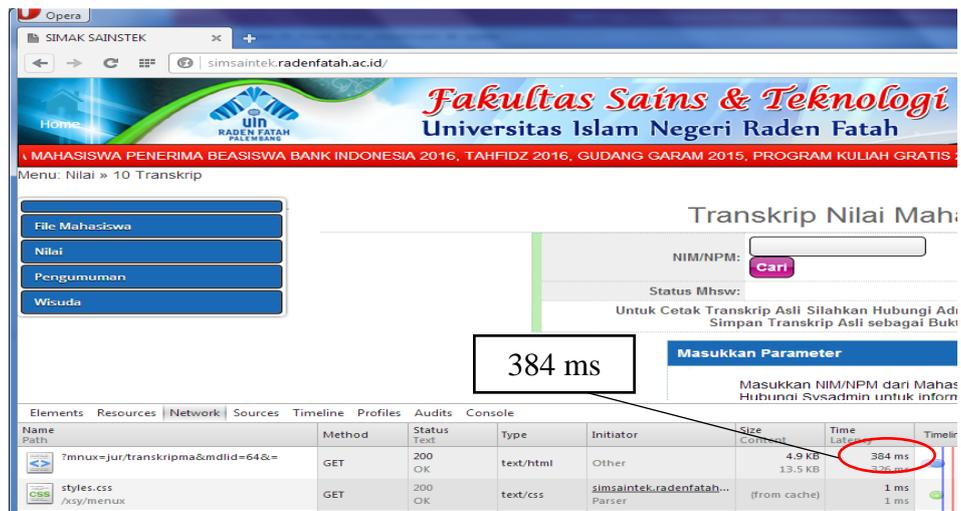 Opera
SIMAK SAINSTEK × +
simsaintek.radenfatah.ac.id/
Home
uin
RADEN FATAH
PALEMBANG
Fakultas Sains & Teknologi
Universitas Islam Negeri Raden Fatah
MAHASISWA PENERIMA BEASISWA BANK INDONESIA 2016, TAHFIDZ 2016, GUDANG GARAM 2015, PROGRAM KULIAH GRATIS
Menu: Nilai » 10 Transkrip
File Mahasiswa
Nilai
Pengumuman
Wisuda
Transkrip Nilai Maha
NIM/NPM:
Cari
Status Mhsw:
Untuk Cetak Transkrip Asli Silahkan Hubungi Ad
Simpan Transkrip Asli sebagai Bukt
384 ms
Masukkan Parameter
Masukkan NIM/NPM dari Mahas
Hubungi Sysadmin untuk inform
Elements Resources Network Sources Timeline Profiles Audits Console
Name Method Status Type Initiator Size Time Timelin
Path Text Content Latency
?mnux=jur/transkripma&mdlid=64&= GET 200 text/html Other 4.9 KB 384 ms
OK 13.5 KB 326 ms
styles.css GET 200 text/css simsaintek.radenfatah... (from cache) 1 ms
/xsy/menux OK Parser 1 ms